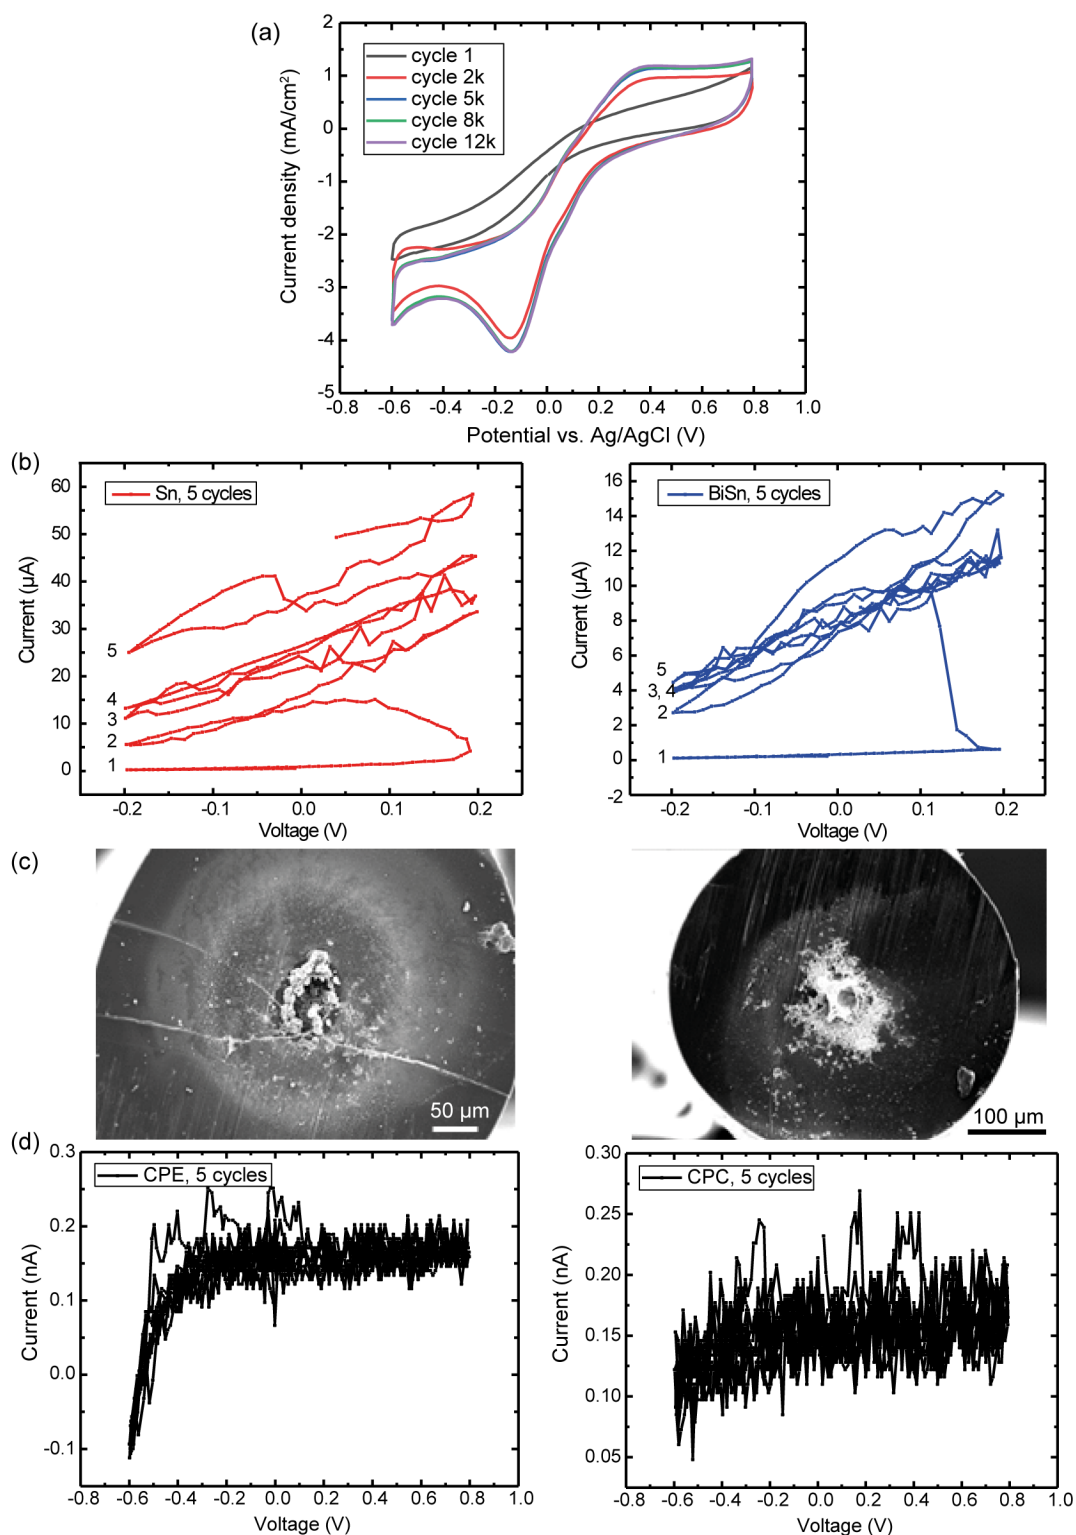 (a)
cycle 1
cycle 2k
cycle 5k
cycle 8k
cycle 12k
Current density (mA/cm²)
2
1
0
-1
-2
-3
-4
-5
-0.8 -0.6 -0.4 -0.2 0.0 0.2 0.4 0.6 0.8 1.0
Potential vs. Ag/AgCl (V)
(b)
Sn, 5 cycles
Current (µA)
60
50
40
30
20
10
0
5
4
3
2
1
-0.2 -0.1 0.0 0.1 0.2
Voltage (V)
BiSn, 5 cycles
Current (µA)
16
14
12
10
8
6
4
2
0
-2
5
3, 4
2
1
-0.2 -0.1 0.0 0.1 0.2
Voltage (V)
(c)
50 µm
100 µm
(d)
CPE, 5 cycles
Current (nA)
0.3
0.2
0.1
0.0
-0.1
-0.8 -0.6 -0.4 -0.2 0.0 0.2 0.4 0.6 0.8 1.0
Voltage (V)
CPC, 5 cycles
Current (nA)
0.30
0.25
0.20
0.15
0.10
0.05
-0.8 -0.6 -0.4 -0.2 0.0 0.2 0.4 0.6 0.8 1.0
Voltage (V)